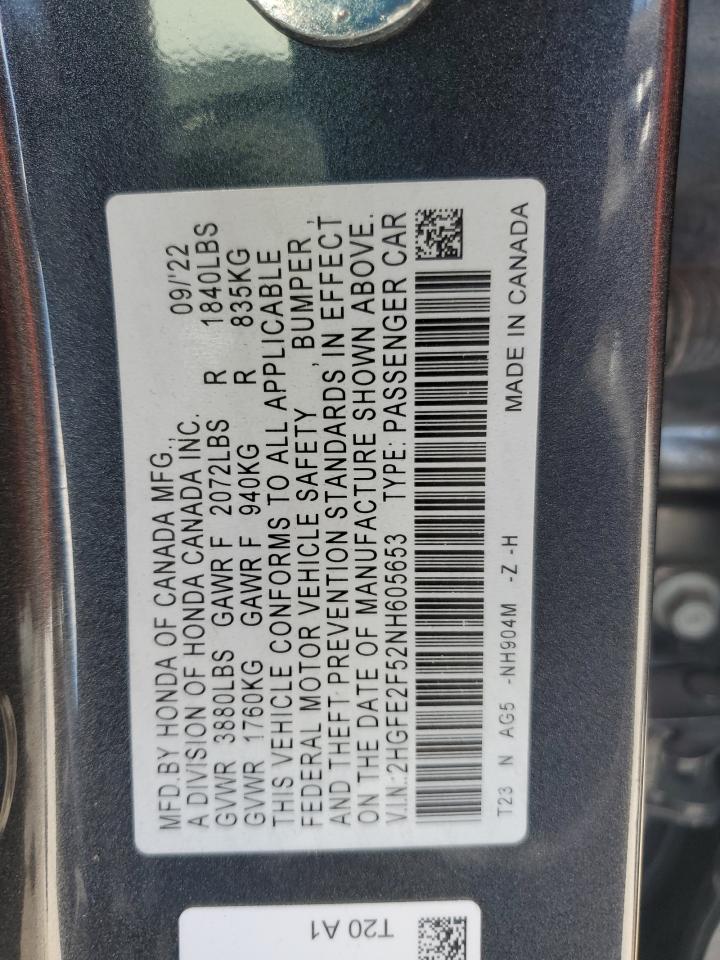 MFD.BY HONDA OF CANADA MFG.,
A DIVISION OF HONDA CANADA INC. 09/'22
GVWR 3880LBS GAWR F 2072LBS R 1840LBS
GVWR 1760KG GAWR F 940KG R 835KG
THIS VEHICLE CONFORMS TO ALL APPLICABLE
FEDERAL MOTOR VEHICLE SAFETY , BUMPER ,
AND THEFT PREVENTION STANDARDS IN EFFECT
ON THE DATE OF MANUFACTURE SHOWN ABOVE.
V.I.N.:2HGFE2F52NH605653 TYPE: PASSENGER CAR
T23 N AG5 -NH904M -Z -H MADE IN CANADA
T20 A1